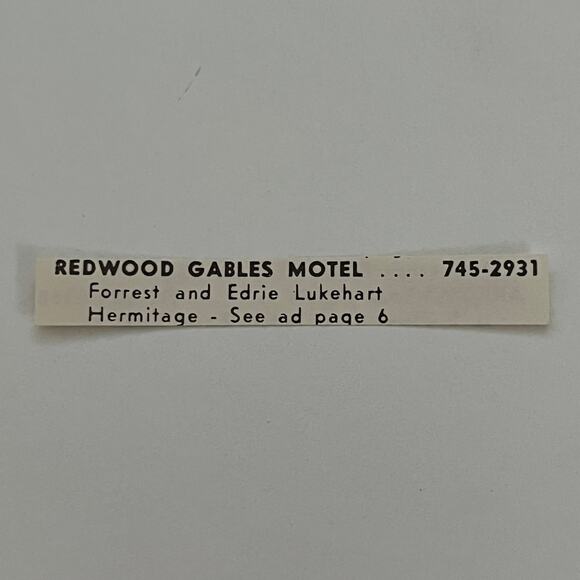 REDWOOD GABLES MOTEL .... 745-2931
Forrest and Edrie Lukehart
Hermitage - See ad page 6